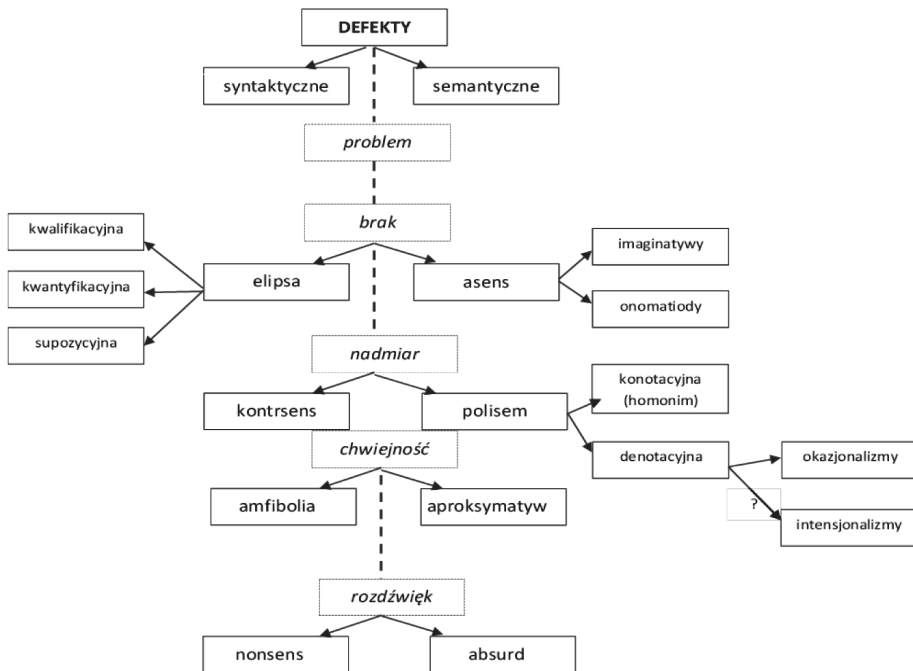 DEFEKTY
syntaktyczne
semantyczne
problem
brak
kwalifikacyjna
imaginatywy
kwantyfikacyjna
elipsa
asens
onomatiody
supozycyjna
nadmiar
konotacyjna
(homonim)
kontrsens
polisem
chwiejność
denotacyjna
okazjonalizmy
amfibolia
aproksymatyw
?
intensjonalizmy
rozdźwięk
nonsens
absurd